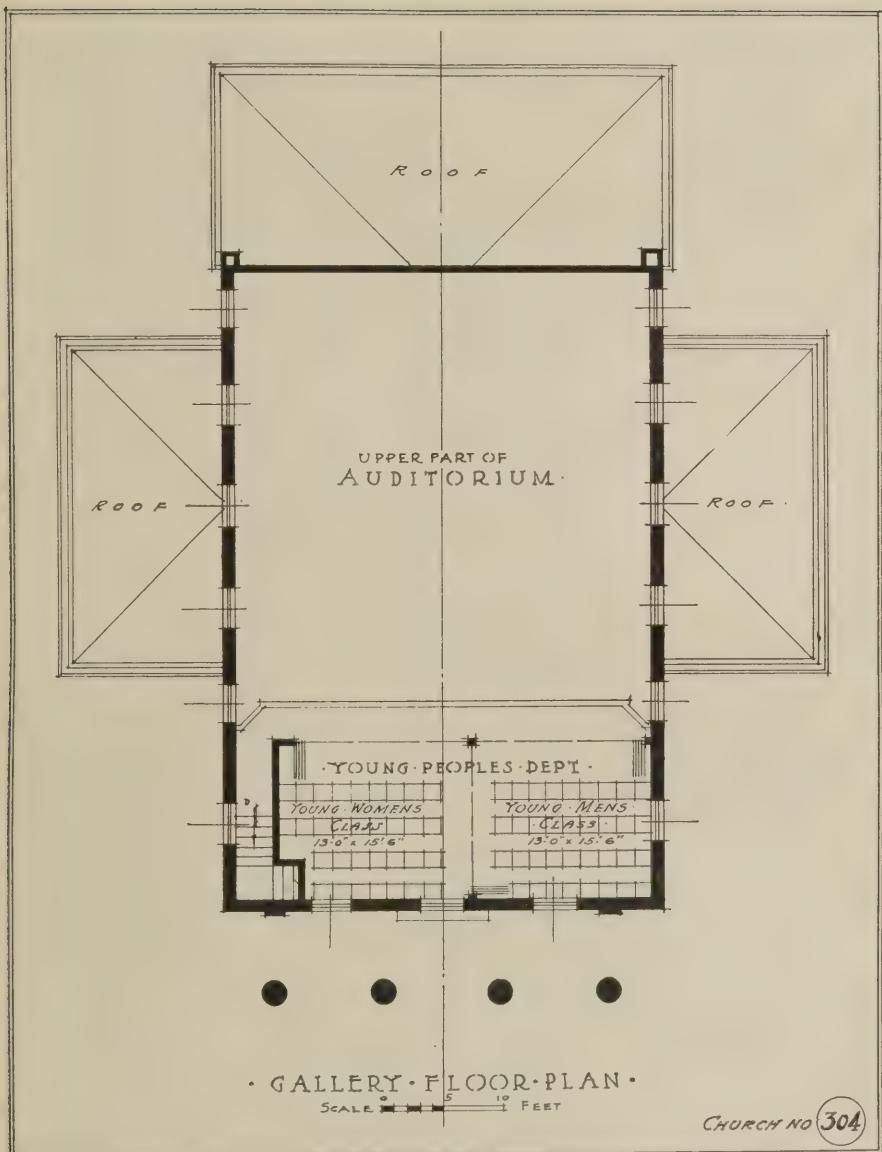 ROOF
UPPER PART OF
AUDITORIUM.
ROOF
ROOF.
·YOUNG·PEOPLES·DEPT·
D
YOUNG·WOMENS
CLASS
13'0" x 15'6"
YOUNG·MENS
·CLASS·
13'0" x 15'6"
·GALLERY·FLOOR·PLAN·
SCALE 0 5 10 FEET
CHURCH NO 304